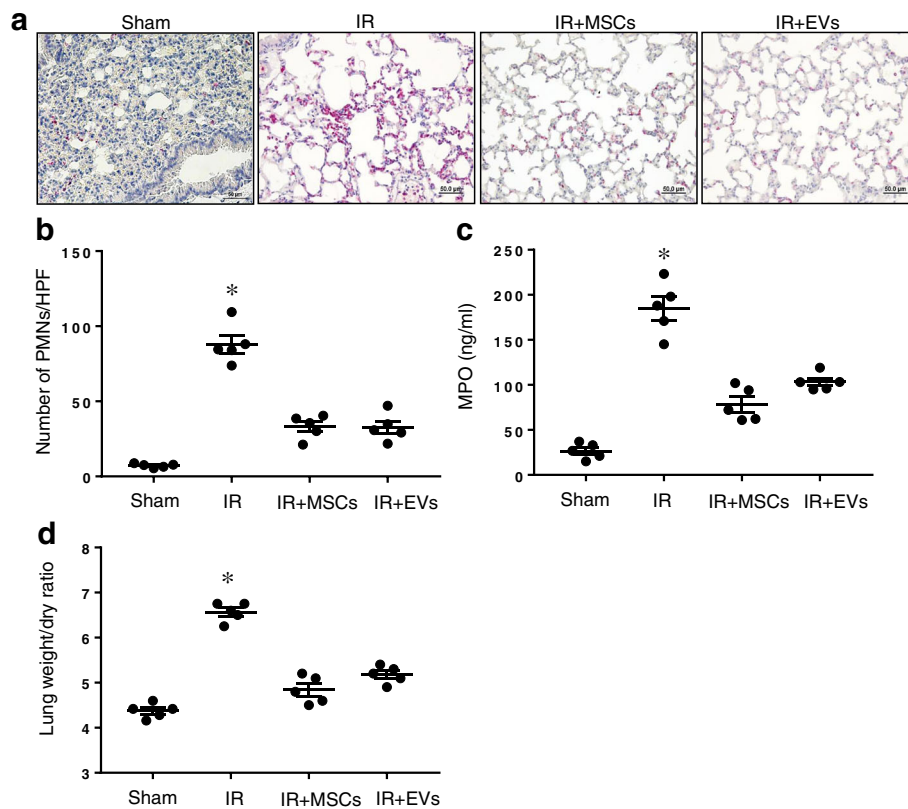 a
Sham
IR
IR+MSCs
IR+EVs
50 µm
50.0 µm
50.0 µm
50.0 µm
b
Number of PMNs/HPF
150
100
50
0
*
Sham
IR
IR+MSCs
IR+EVs
c
MPO (ng/ml)
250
200
150
100
50
0
*
Sham
IR
IR+MSCs
IR+EVs
d
Lung weight/dry ratio
8
7
6
5
4
3
*
Sham
IR
IR+MSCs
IR+EVs